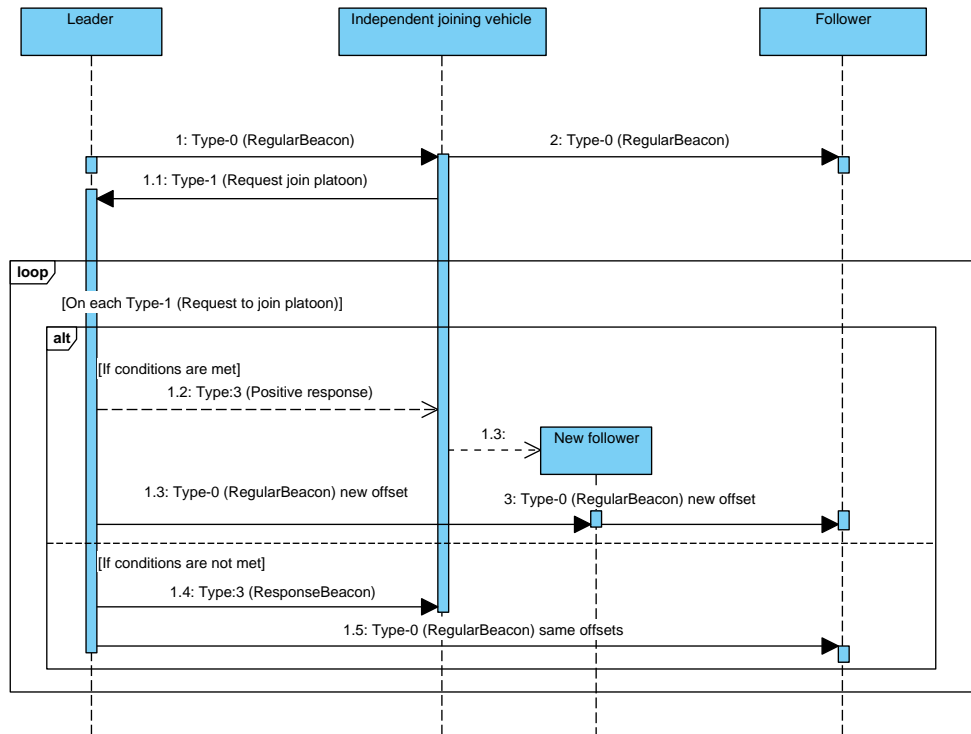 Leader
Independent joining vehicle
Follower
1: Type-0 (RegularBeacon)
2: Type-0 (RegularBeacon)
1.1: Type-1 (Request join platoon)
loop
[On each Type-1 (Request to join platoon)]
alt
[If conditions are met]
1.2: Type:3 (Positive response)
1.3:
New follower
1.3: Type-0 (RegularBeacon) new offset
3: Type-0 (RegularBeacon) new offset
[If conditions are not met]
1.4: Type:3 (ResponseBeacon)
1.5: Type-0 (RegularBeacon) same offsets